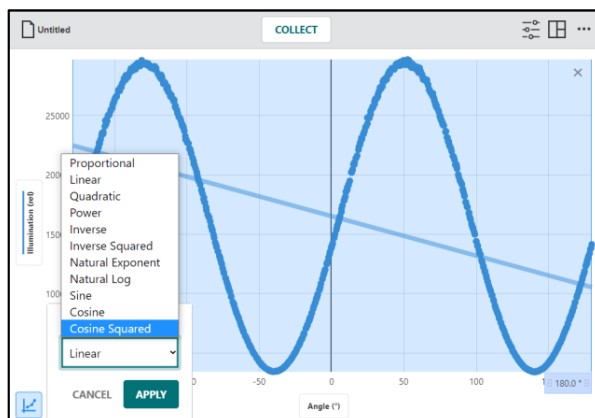 Untitled
COLLECT
25000
Proportional
Linear
Quadratic
Power
Inverse
Inverse Squared
Natural Exponent
Natural Log
Sine
Cosine
Cosine Squared
Linear
CANCEL
APPLY
Illumination (rel)
0
50
100
180.0 °
Angle (°)